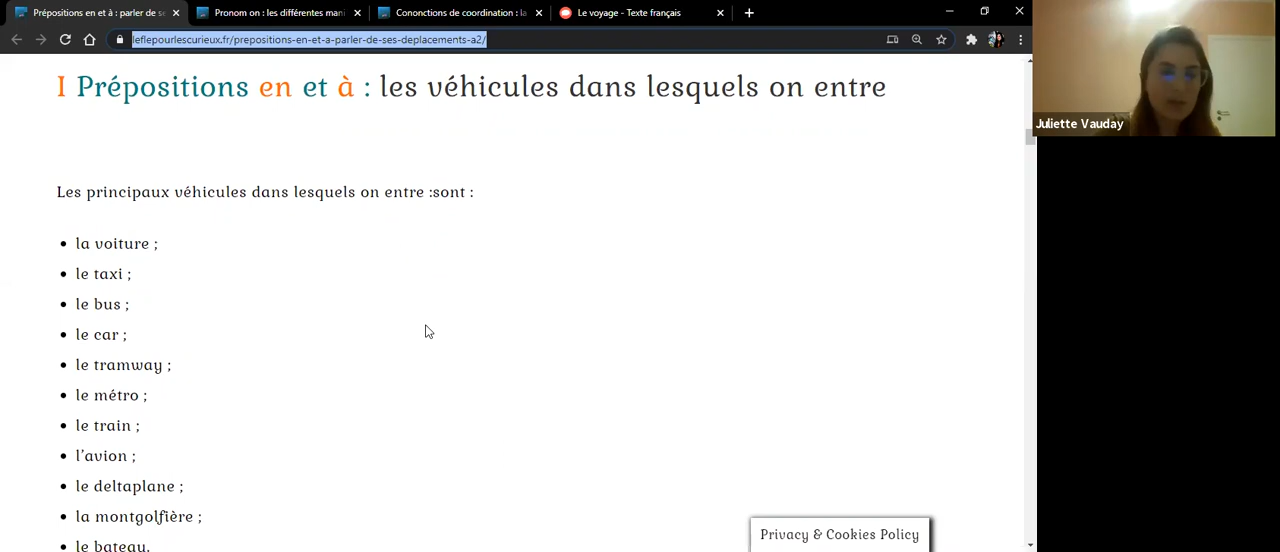 Prépositions en et à : parler de se
Pronom on : les différentes mani
Cononctions de coordination : la
Le voyage - Texte français
leflepourlescurieux.fr/prepositions-en-et-a-parler-de-ses-deplacements-a2/
I Prépositions en et à : les véhicules dans lesquels on entre
Juliette Vauday
Les principaux véhicules dans lesquels on entre :sont :
la voiture ;
le taxi ;
le bus ;
le car ;
le tramway ;
le métro ;
le train ;
l'avion ;
le deltaplane ;
la montgolfière ;
le bateau.
Privacy & Cookies Policy